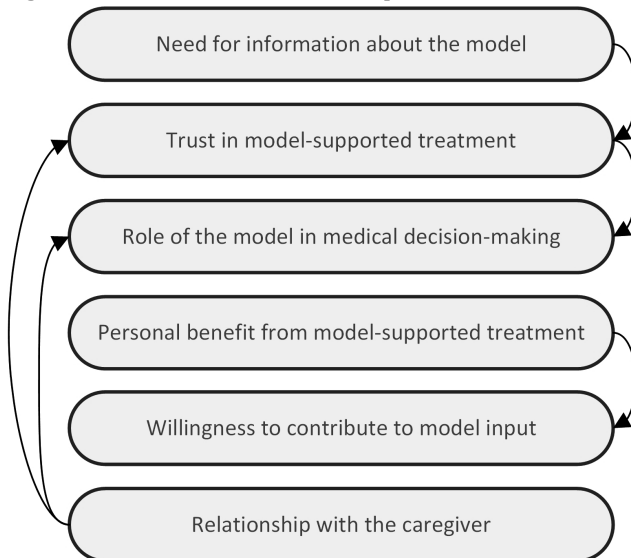 Need for information about the model
Trust in model-supported treatment
Role of the model in medical decision-making
Personal benefit from model-supported treatment
Willingness to contribute to model input
Relationship with the caregiver